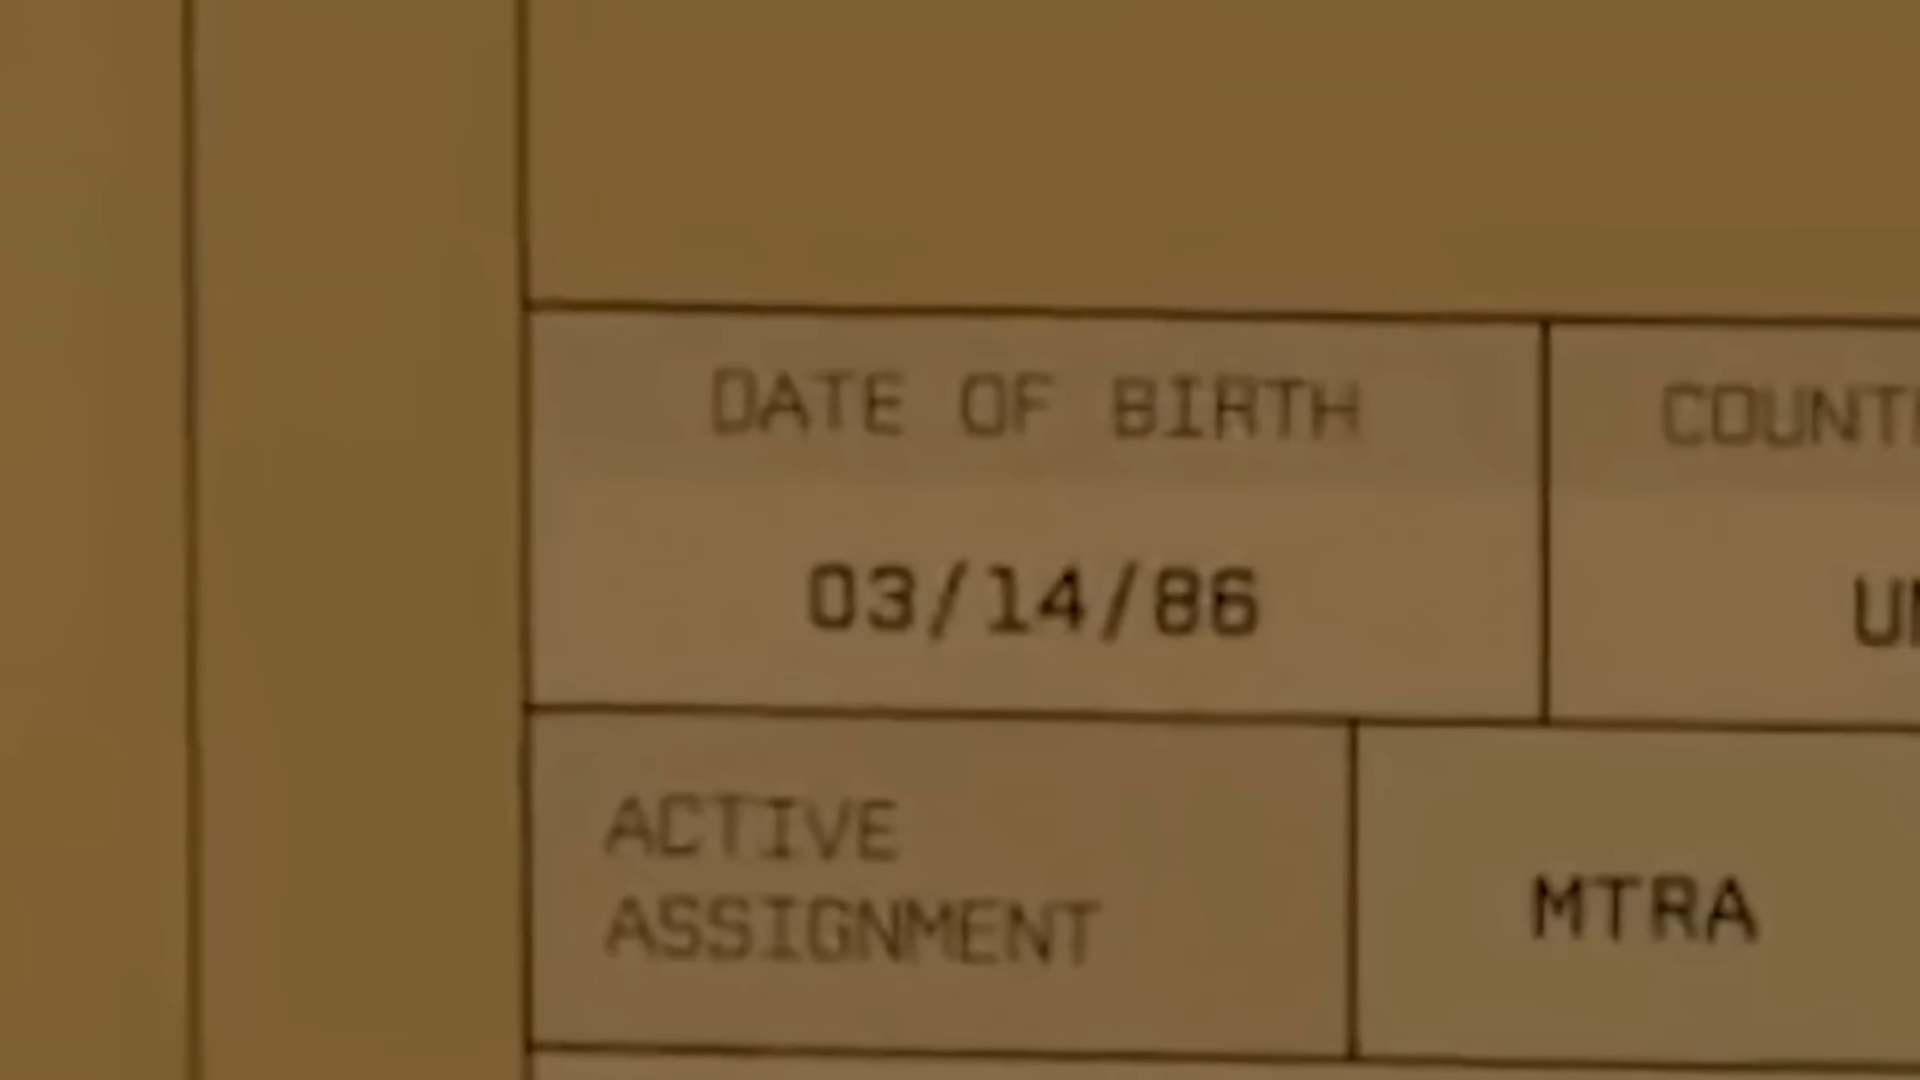 DATE OF BIRTH
03/14/86
ACTIVE
ASSIGNMENT
MTRA